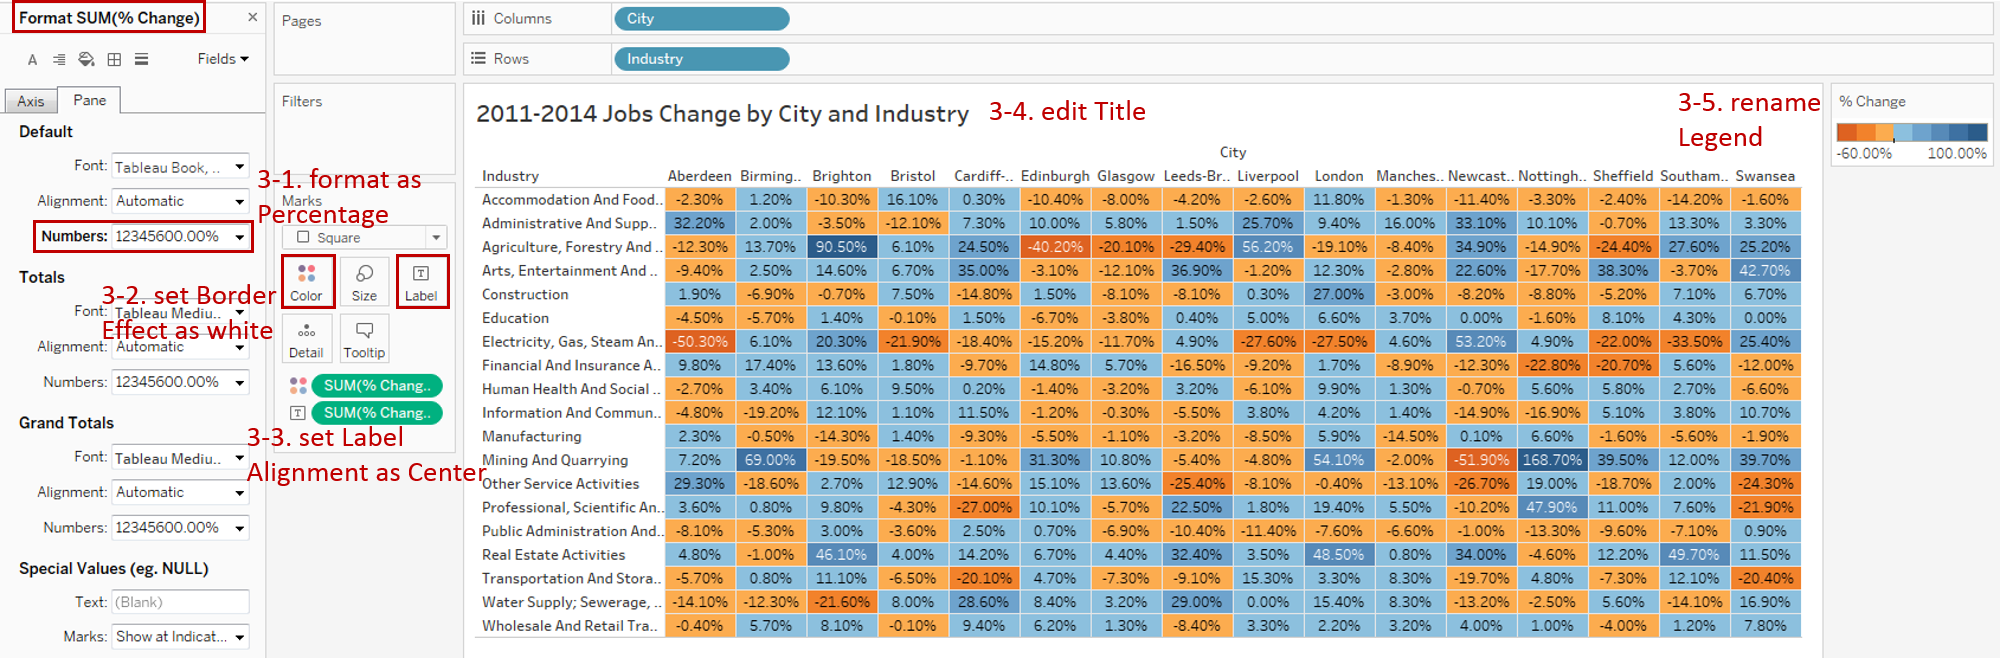 Format SUM(% Change)
Fields
Axis
Pane
Default
Font: Tableau Book, ..
Alignment: Automatic
Numbers: 12345600.00%
Totals
Font: Tableau Mediu..
Alignment: Automatic
Numbers: 12345600.00%
Grand Totals
Font: Tableau Mediu..
Alignment: Automatic
Numbers: 12345600.00%
Special Values (eg. NULL)
Text: (Blank)
Marks: Show at Indicat...
3-1. format as
Percentage
3-2. set Border
Effect as white
3-3. set Label
Alignment as Center
Pages
Filters
Marks
Square
Color
Size
Label
Detail
Tooltip
SUM(% Chang..
SUM(% Chang..
Columns
City
Rows
Industry
2011-2014 Jobs Change by City and Industry
3-4. edit Title
3-5. rename
Legend
% Change
-60.00% 100.00%
City
Industry Aberdeen Birming.. Brighton Bristol Cardiff-.. Edinburgh Glasgow Leeds-Br.. Liverpool London Manches.. Newcast.. Nottingh.. Sheffield Southam.. Swansea
Accommodation And Food.. -2.30% 1.20% -10.30% 16.10% 0.30% -10.40% -8.00% -4.20% -2.60% 11.80% -1.30% -11.40% -3.30% -2.40% -14.20% -1.60%
Administrative And Supp.. 32.20% 2.00% -3.50% -12.10% 7.30% 10.00% 5.80% 1.50% 25.70% 9.40% 16.00% 33.10% 10.10% -0.70% 13.30% 3.30%
Agriculture, Forestry And .. -12.30% 13.70% 90.50% 6.10% 24.50% -40.20% -20.10% -29.40% 56.20% -19.10% -8.40% 34.90% -14.90% -24.40% 27.60% 25.20%
Arts, Entertainment And .. -9.40% 2.50% 14.60% 6.70% 35.00% -3.10% -12.10% 36.90% -1.20% 12.30% -2.80% 22.60% -17.70% 38.30% -3.70% 42.70%
Construction 1.90% -6.90% -0.70% 7.50% -14.80% 1.50% -8.10% -8.10% 0.30% 27.00% -3.00% -8.20% -8.80% -5.20% 7.10% 6.70%
Education -4.50% -5.70% 1.40% -0.10% 1.50% -6.70% -3.80% 0.40% 5.00% 6.60% 3.70% 0.00% -1.60% 8.10% 4.30% 0.00%
Electricity, Gas, Steam An.. -50.30% 6.10% 20.30% -21.90% -18.40% -15.20% -11.70% 4.90% -27.60% -27.50% 4.60% 53.20% 4.90% -22.00% -33.50% 25.40%
Financial And Insurance A.. 9.80% 17.40% 13.60% 1.80% -9.70% 14.80% 5.70% -16.50% -9.20% 1.70% -8.90% -12.30% -22.80% -20.70% 5.60% -12.00%
Human Health And Social .. -2.70% 3.40% 6.10% 9.50% 0.20% -1.40% -3.20% 3.20% -6.10% 9.90% 1.30% -0.70% 5.60% 5.80% 2.70% -6.60%
Information And Commun.. -4.80% -19.20% 12.10% 1.10% 11.50% -1.20% -0.30% -5.50% 3.80% 4.20% 1.40% -14.90% -16.90% 5.10% 3.80% 10.70%
Manufacturing 2.30% -0.50% -14.30% 1.40% -9.30% -5.50% -1.10% -3.20% -8.50% 5.90% -14.50% 0.10% 6.60% -1.60% -5.60% -1.90%
Mining And Quarrying 7.20% 69.00% -19.50% -18.50% -1.10% 31.30% 10.80% -5.40% -4.80% 54.10% -2.00% -51.90% 168.70% 39.50% 12.00% 39.70%
Other Service Activities 29.30% -18.60% 2.70% 12.90% -14.60% 15.10% 13.60% -25.40% -8.10% -0.40% -13.10% -26.70% 19.00% -18.70% 2.00% -24.30%
Professional, Scientific An.. 3.60% 0.80% 9.80% -4.30% -27.00% 10.10% -5.70% 22.50% 1.80% 19.40% 5.50% -10.20% 47.90% 11.00% 7.60% -21.90%
Public Administration And.. -8.10% -5.30% 3.00% -3.60% 2.50% 0.70% -6.90% -10.40% -11.40% -7.60% -6.60% -1.00% -13.30% -9.60% -7.10% 0.90%
Real Estate Activities 4.80% -1.00% 46.10% 4.00% 14.20% 6.70% 4.40% 32.40% 3.50% 48.50% 0.80% 34.00% -4.60% 12.20% 49.70% 11.50%
Transportation And Stora.. -5.70% 0.80% 11.10% -6.50% -20.10% 4.70% -7.30% -9.10% 15.30% 3.30% 8.30% -19.70% 4.80% -7.30% 12.10% -20.40%
Water Supply; Sewerage, .. -14.10% -12.30% -21.60% 8.00% 28.60% 8.40% 3.20% 29.00% 0.00% 15.40% 8.30% -13.20% -2.50% 5.60% -14.10% 16.90%
Wholesale And Retail Tra.. -0.40% 5.70% 8.10% -0.10% 9.40% 6.20% 1.30% -8.40% 3.30% 2.20% 3.20% 4.00% 1.00% -4.00% 1.20% 7.80%